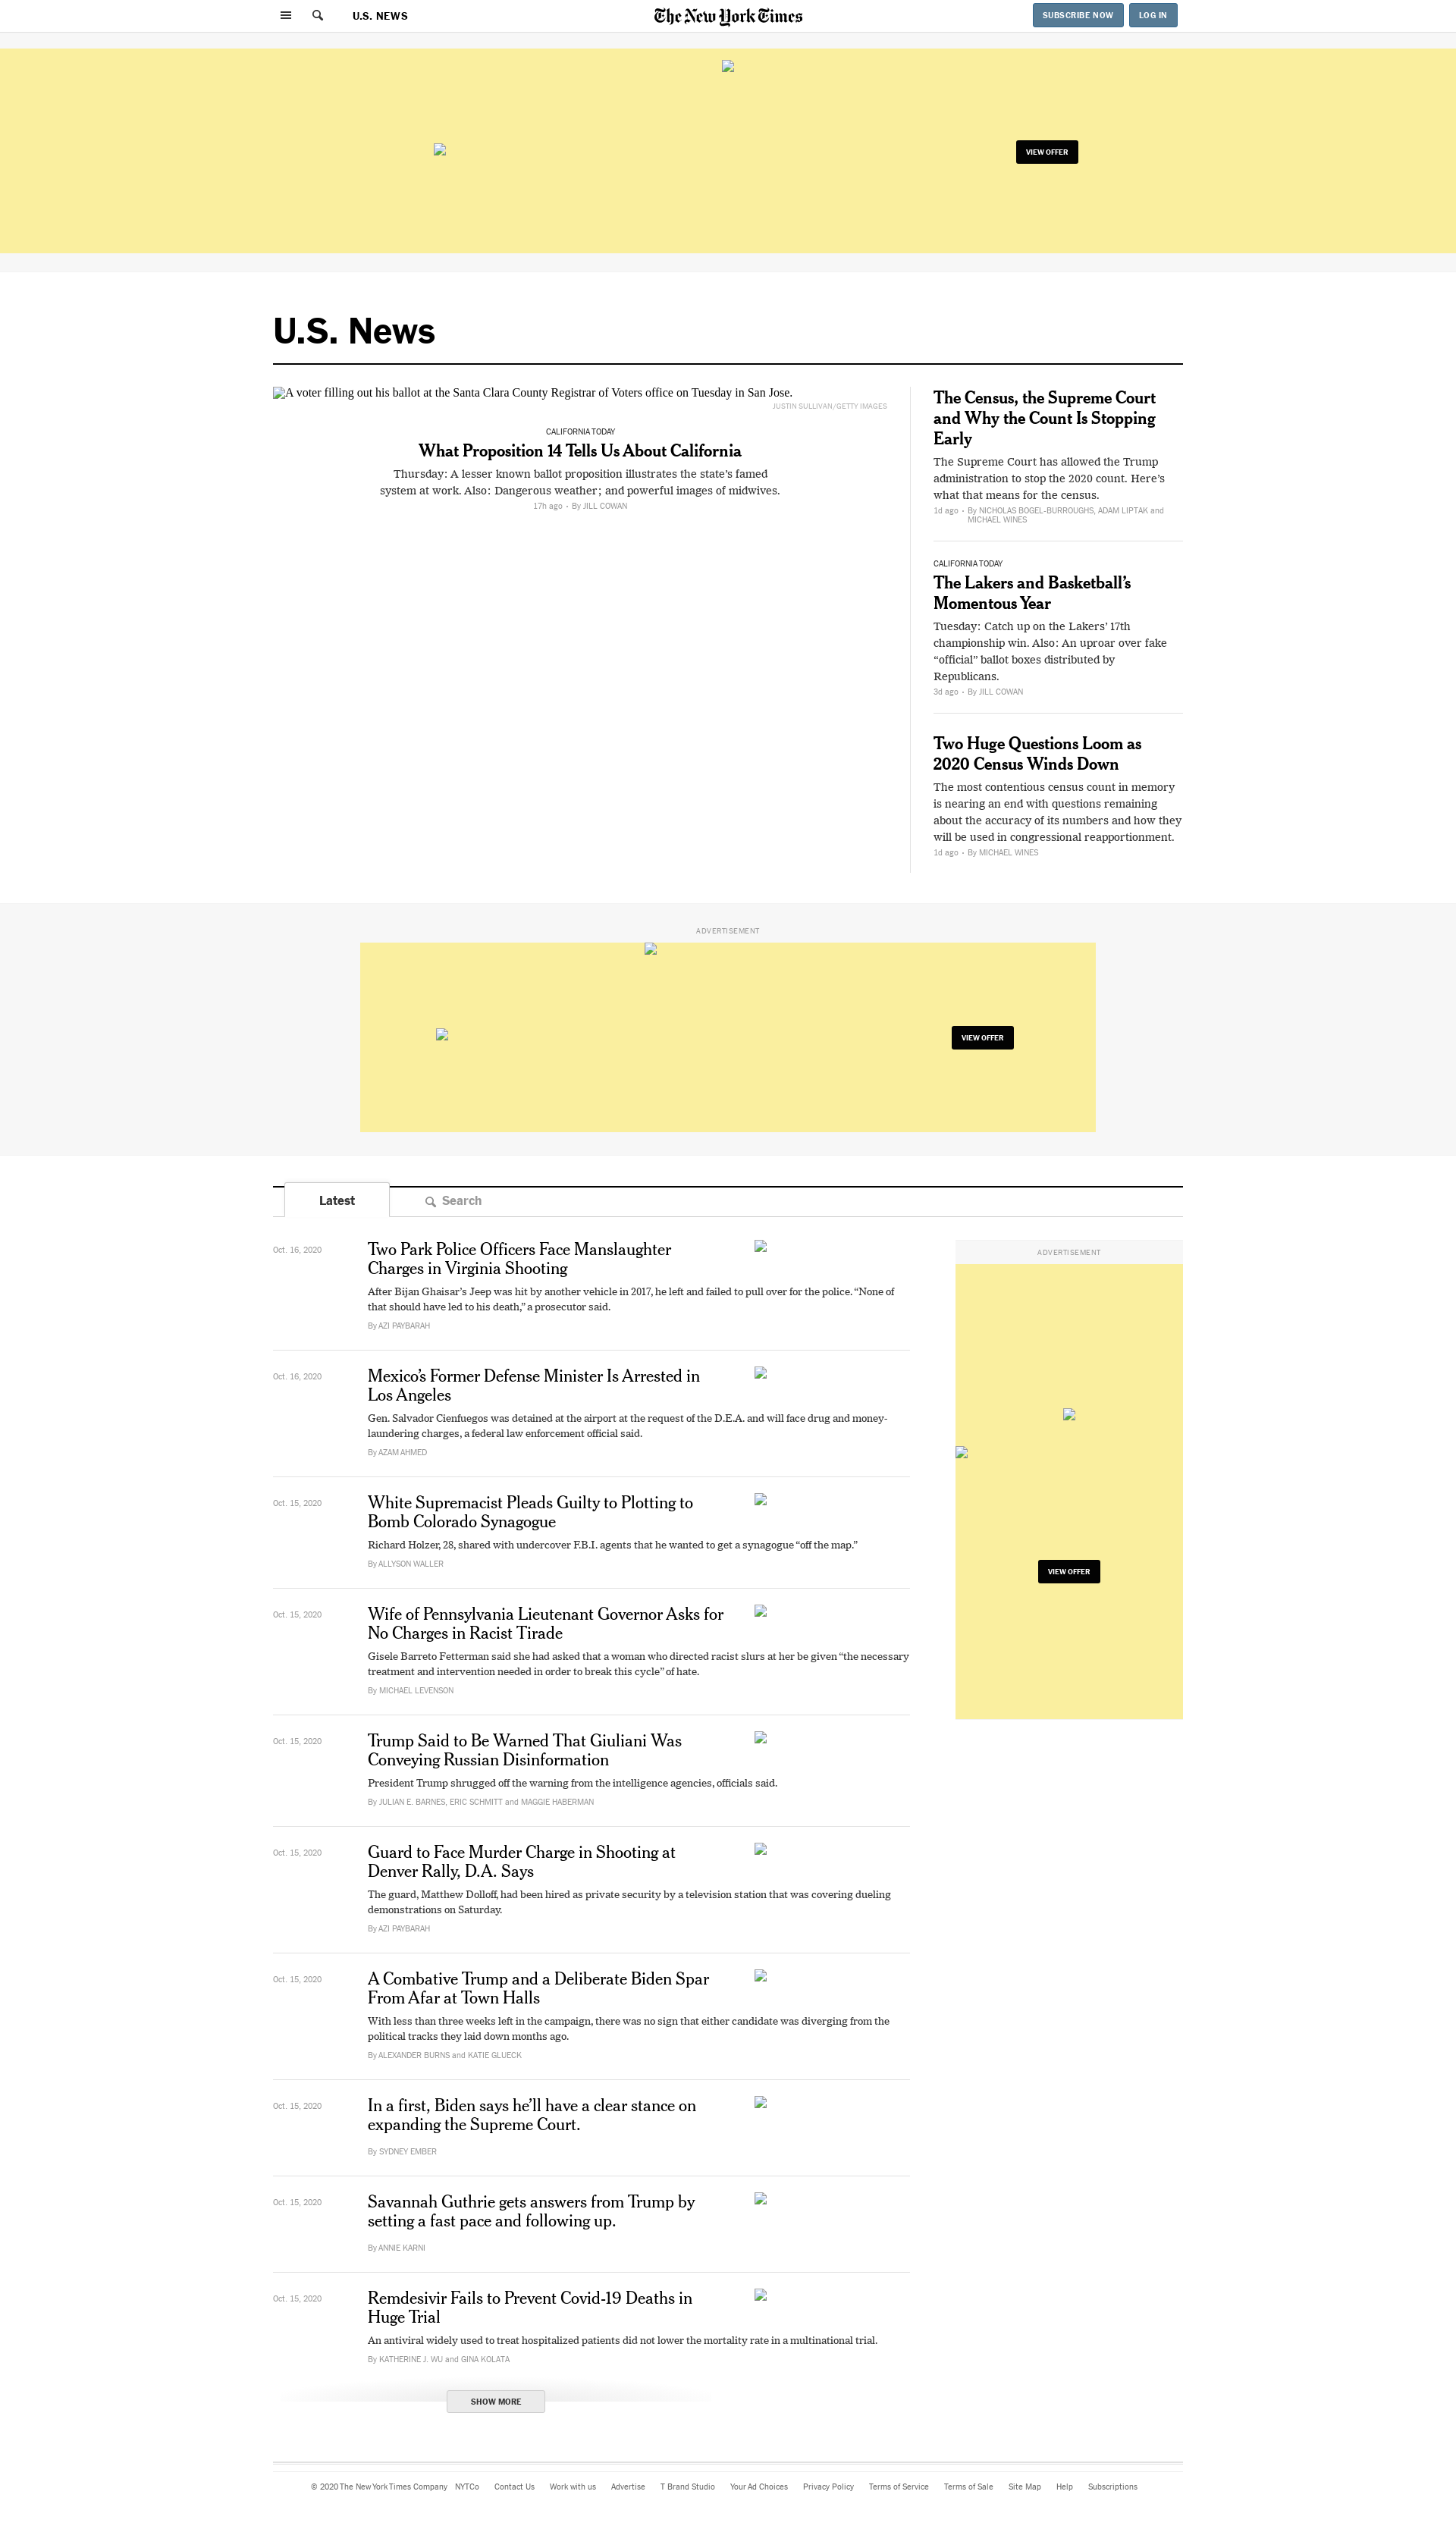 U.S. NEWS
The New York Times
SUBSCRIBE NOW
LOG IN
VIEW OFFER
U.S. News
A voter filling out his ballot at the Santa Clara County Registrar of Voters office on Tuesday in San Jose.
JUSTIN SULLIVAN/GETTY IMAGES
CALIFORNIA TODAY
What Proposition 14 Tells Us About California
Thursday: A lesser known ballot proposition illustrates the state’s famed
system at work. Also: Dangerous weather; and powerful images of midwives.
17h ago • By JILL COWAN
The Census, the Supreme Court
and Why the Count Is Stopping
Early
The Supreme Court has allowed the Trump
administration to stop the 2020 count. Here’s
what that means for the census.
1d ago • By NICHOLAS BOGEL-BURROUGHS, ADAM LIPTAK and
MICHAEL WINES
CALIFORNIA TODAY
The Lakers and Basketball’s
Momentous Year
Tuesday: Catch up on the Lakers’ 17th
championship win. Also: An uproar over fake
“official” ballot boxes distributed by
Republicans.
3d ago • By JILL COWAN
Two Huge Questions Loom as
2020 Census Winds Down
The most contentious census count in memory
is nearing an end with questions remaining
about the accuracy of its numbers and how they
will be used in congressional reapportionment.
1d ago • By MICHAEL WINES
ADVERTISEMENT
VIEW OFFER
Latest
Search
Oct. 16, 2020
Two Park Police Officers Face Manslaughter
Charges in Virginia Shooting
After Bijan Ghaisar’s Jeep was hit by another vehicle in 2017, he left and failed to pull over for the police. “None of
that should have led to his death,” a prosecutor said.
By AZI PAYBARAH
ADVERTISEMENT
VIEW OFFER
Oct. 16, 2020
Mexico’s Former Defense Minister Is Arrested in
Los Angeles
Gen. Salvador Cienfuegos was detained at the airport at the request of the D.E.A. and will face drug and money-
laundering charges, a federal law enforcement official said.
By AZAM AHMED
Oct. 15, 2020
White Supremacist Pleads Guilty to Plotting to
Bomb Colorado Synagogue
Richard Holzer, 28, shared with undercover F.B.I. agents that he wanted to get a synagogue “off the map.”
By ALLYSON WALLER
Oct. 15, 2020
Wife of Pennsylvania Lieutenant Governor Asks for
No Charges in Racist Tirade
Gisele Barreto Fetterman said she had asked that a woman who directed racist slurs at her be given “the necessary
treatment and intervention needed in order to break this cycle” of hate.
By MICHAEL LEVENSON
Oct. 15, 2020
Trump Said to Be Warned That Giuliani Was
Conveying Russian Disinformation
President Trump shrugged off the warning from the intelligence agencies, officials said.
By JULIAN E. BARNES, ERIC SCHMITT and MAGGIE HABERMAN
Oct. 15, 2020
Guard to Face Murder Charge in Shooting at
Denver Rally, D.A. Says
The guard, Matthew Dolloff, had been hired as private security by a television station that was covering dueling
demonstrations on Saturday.
By AZI PAYBARAH
Oct. 15, 2020
A Combative Trump and a Deliberate Biden Spar
From Afar at Town Halls
With less than three weeks left in the campaign, there was no sign that either candidate was diverging from the
political tracks they laid down months ago.
By ALEXANDER BURNS and KATIE GLUECK
Oct. 15, 2020
In a first, Biden says he’ll have a clear stance on
expanding the Supreme Court.
By SYDNEY EMBER
Oct. 15, 2020
Savannah Guthrie gets answers from Trump by
setting a fast pace and following up.
By ANNIE KARNI
Oct. 15, 2020
Remdesivir Fails to Prevent Covid-19 Deaths in
Huge Trial
An antiviral widely used to treat hospitalized patients did not lower the mortality rate in a multinational trial.
By KATHERINE J. WU and GINA KOLATA
SHOW MORE
© 2020 The New York Times Company NYTCo Contact Us Work with us Advertise T Brand Studio Your Ad Choices Privacy Policy Terms of Service Terms of Sale Site Map Help Subscriptions